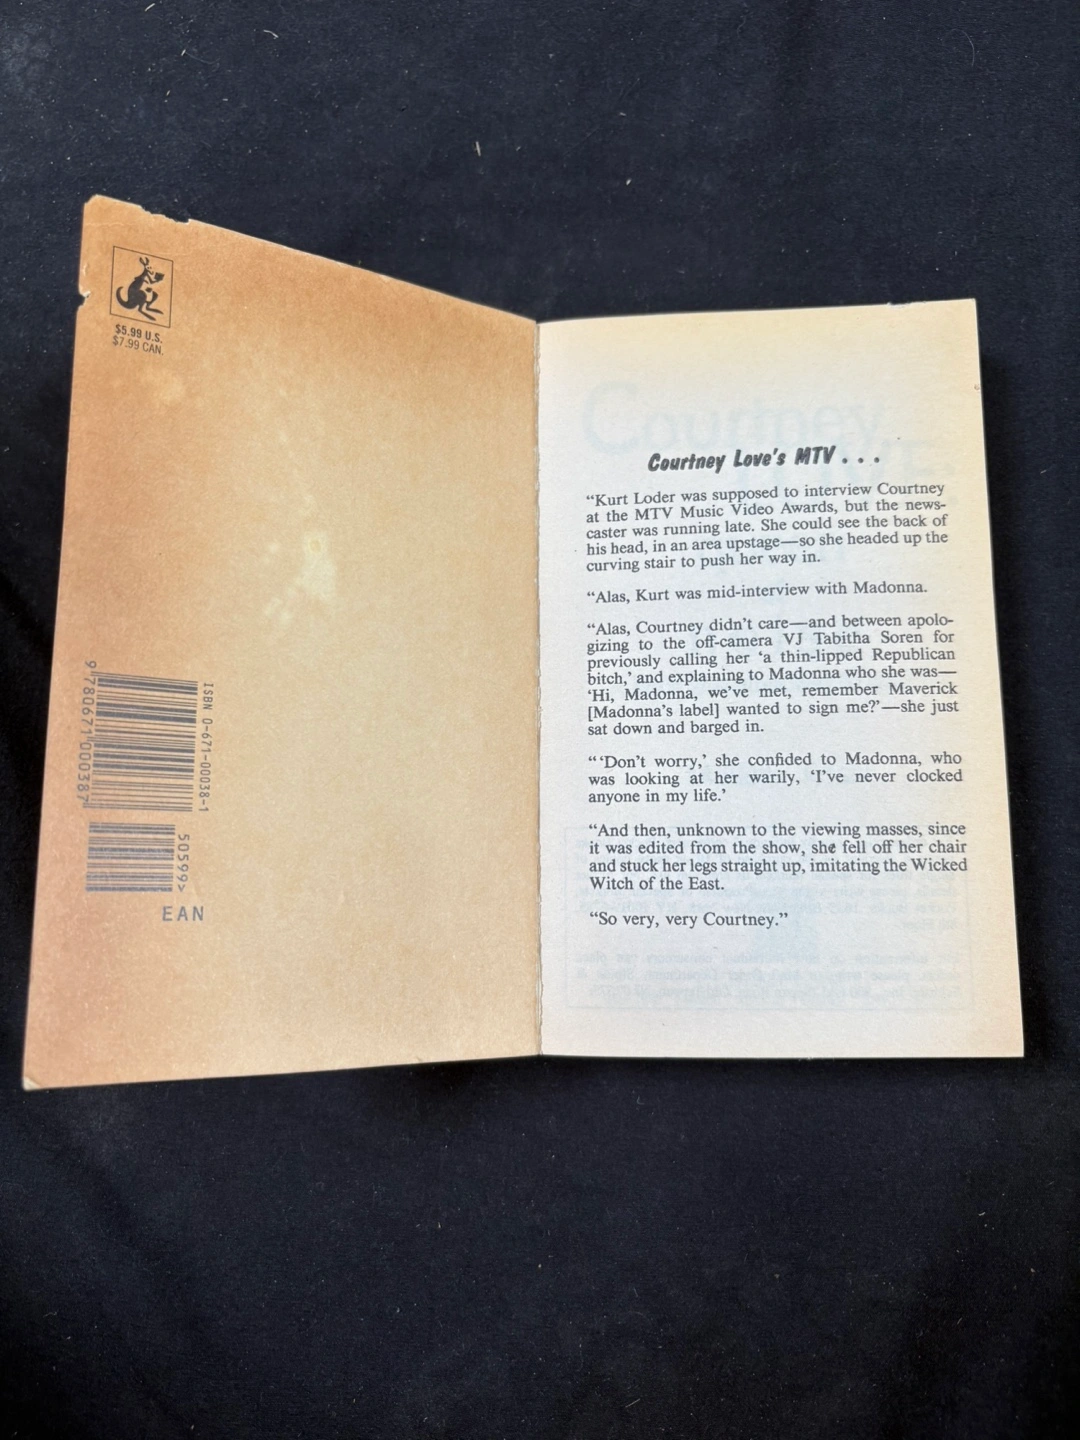 $5.99 U.S.
$7.99 CAN.
9 780671 000387
ISBN 0-671-00038-1
50599>
EAN
Courtney
Courtney Love's MTV . . .
“Kurt Loder was supposed to interview Courtney
at the MTV Music Video Awards, but the news-
caster was running late. She could see the back of
his head, in an area upstage—so she headed up the
curving stair to push her way in.
“Alas, Kurt was mid-interview with Madonna.
“Alas, Courtney didn't care—and between apolo-
gizing to the off-camera VJ Tabitha Soren for
previously calling her ‘a thin-lipped Republican
bitch,’ and explaining to Madonna who she was—
‘Hi, Madonna, we've met, remember Maverick
[Madonna's label] wanted to sign me?’—she just
sat down and barged in.
“ ‘Don't worry,’ she confided to Madonna, who
was looking at her warily, ‘I've never clocked
anyone in my life.’
“And then, unknown to the viewing masses, since
it was edited from the show, she fell off her chair
and stuck her legs straight up, imitating the Wicked
Witch of the East.
“So very, very Courtney.”